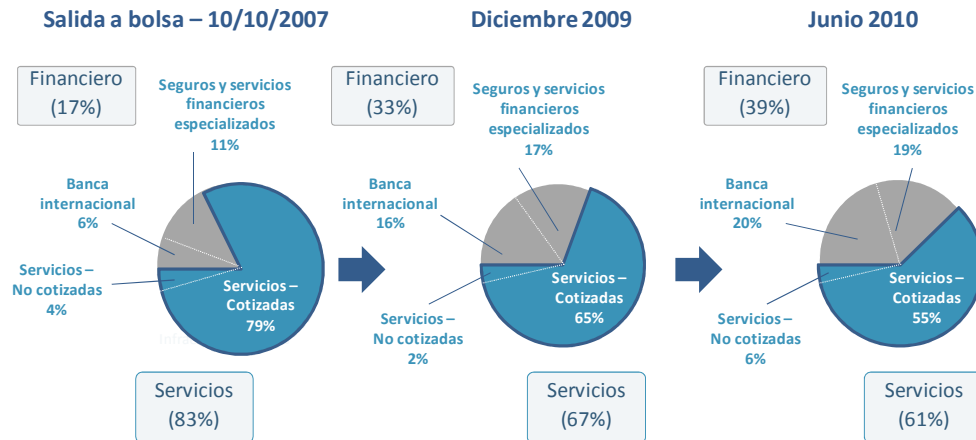 Salida a bolsa – 10/10/2007
Financiero
(17%)
Seguros y servicios
financieros
especializados
11%
Banca
internacional
6%
Servicios –
No cotizadas
4%
Servicios –
Cotizadas
79%
Servicios
(83%)
Diciembre 2009
Financiero
(33%)
Seguros y servicios
financieros
especializados
17%
Banca
internacional
16%
Servicios –
No cotizadas
2%
Servicios –
Cotizadas
65%
Servicios
(67%)
Junio 2010
Financiero
(39%)
Seguros y servicios
financieros
especializados
19%
Banca
internacional
20%
Servicios –
No cotizadas
6%
Servicios –
Cotizadas
55%
Servicios
(61%)